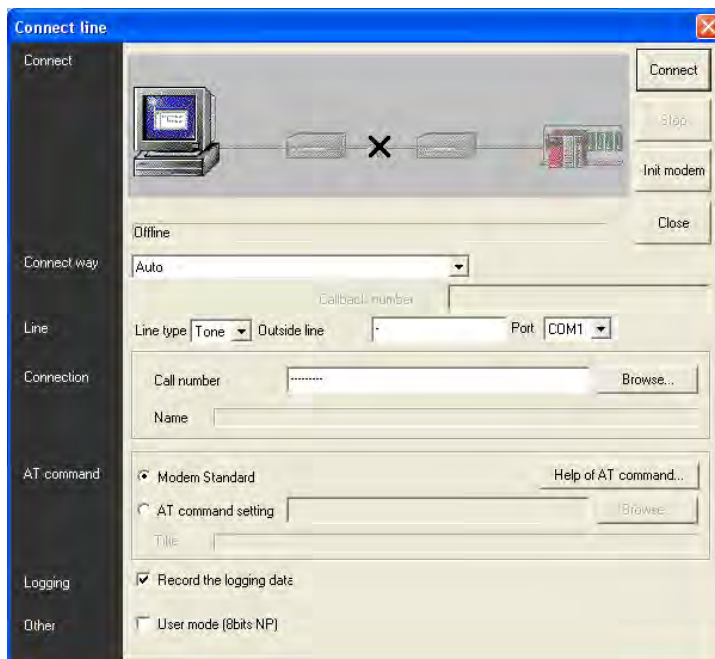 Connect line
Connect
Connect
Stop
Init modem
Close
Offline
Connect way
Auto
Callback number
Line
Line type Tone Outside line - Port COM1
Connection
Call number --------- Browse...
Name
AT command
Modem Standard Help of AT command...
AT command setting Browse...
Title
Logging
Record the logging data
Other
User mode (8bits NP)